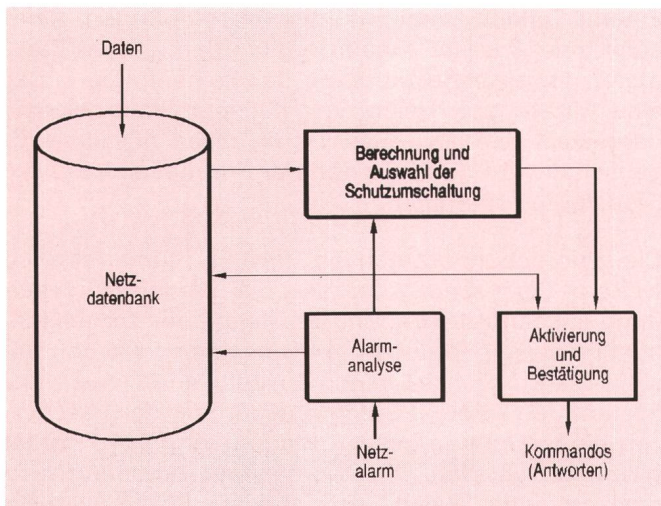 Daten
Berechnung und
Auswahl der
Schutzumschaltung
Netz-
datenbank
Alarm-
analyse
Aktivierung
und
Bestätigung
Netz-
alarm
Kommandos
(Antworten)